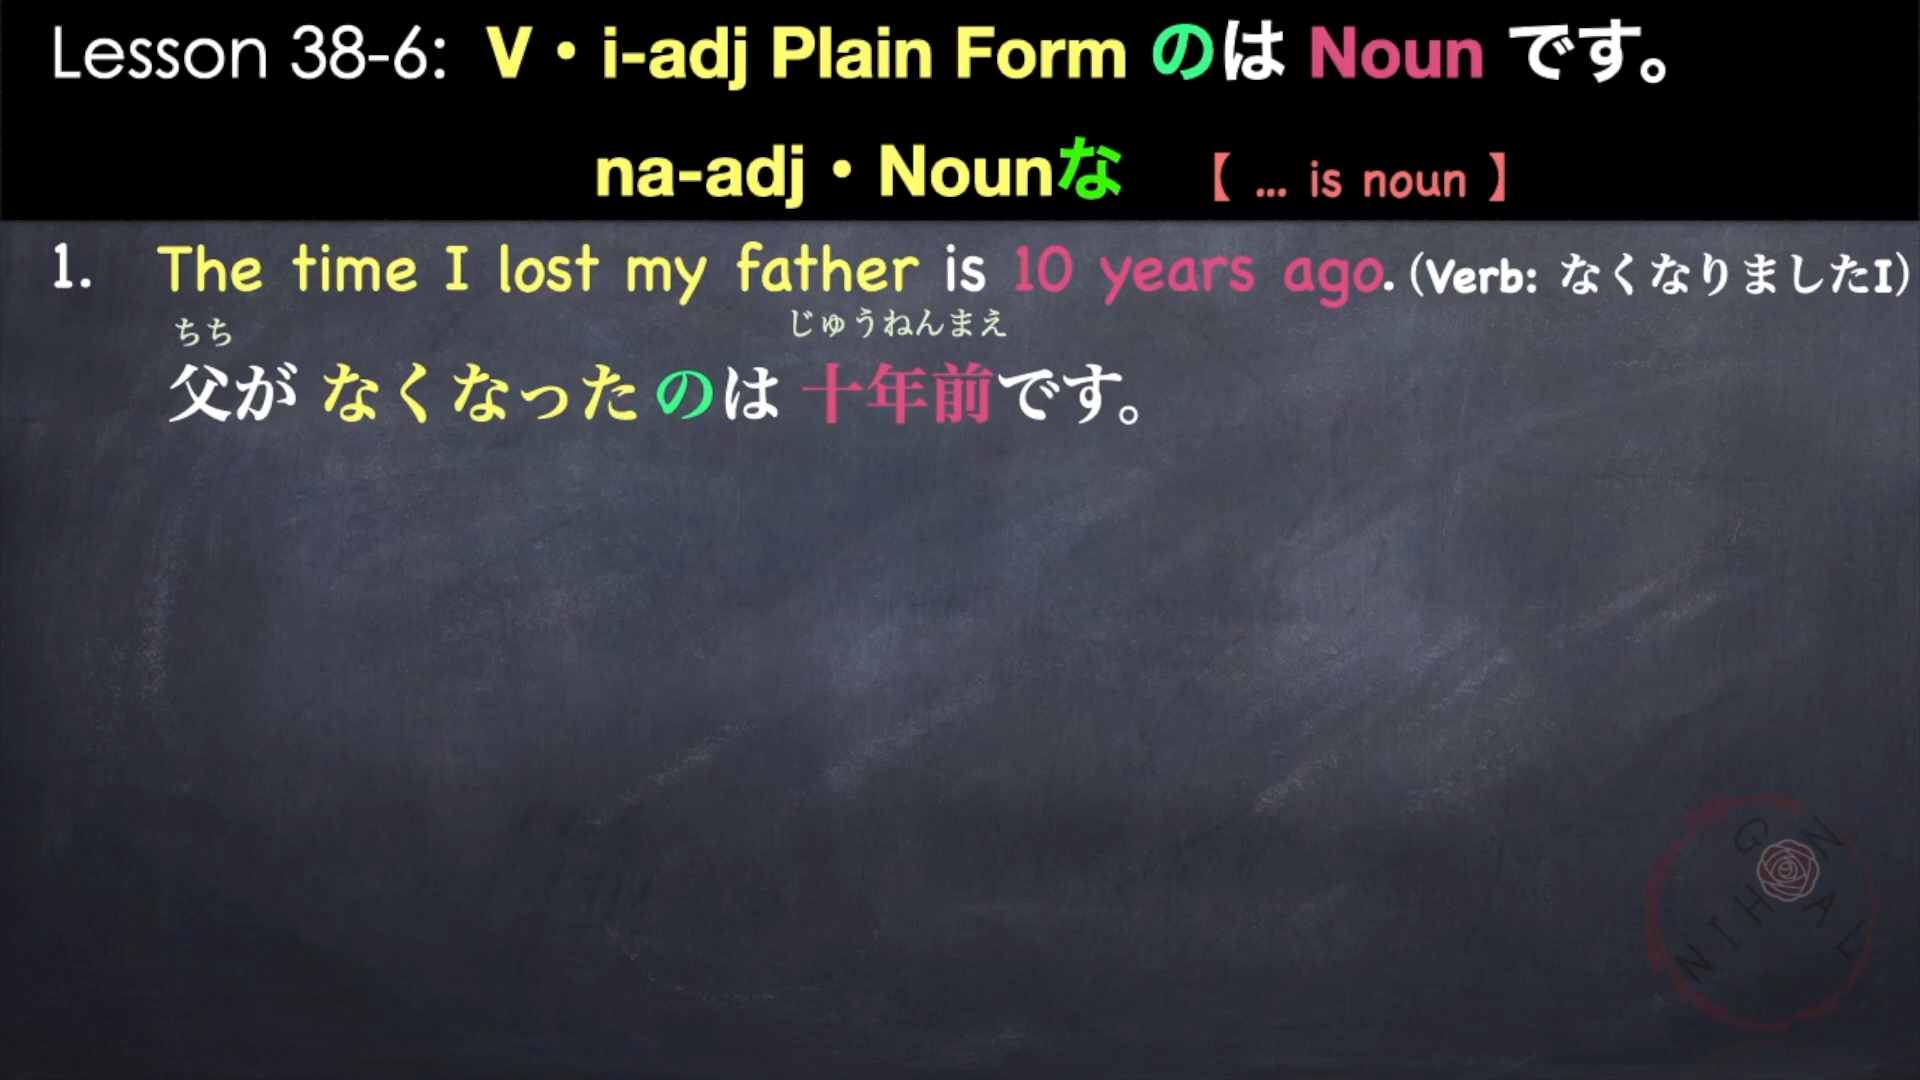 Lesson 38-6: V・i-adj Plain Form のは Noun です。
na-adj・Nounな 【 ... is noun 】
1. The time I lost my father is 10 years ago. (Verb: なくなりましたI)
ちち じゅうねんまえ
父が なくなった のは 十年前です。
GON
NIHAL